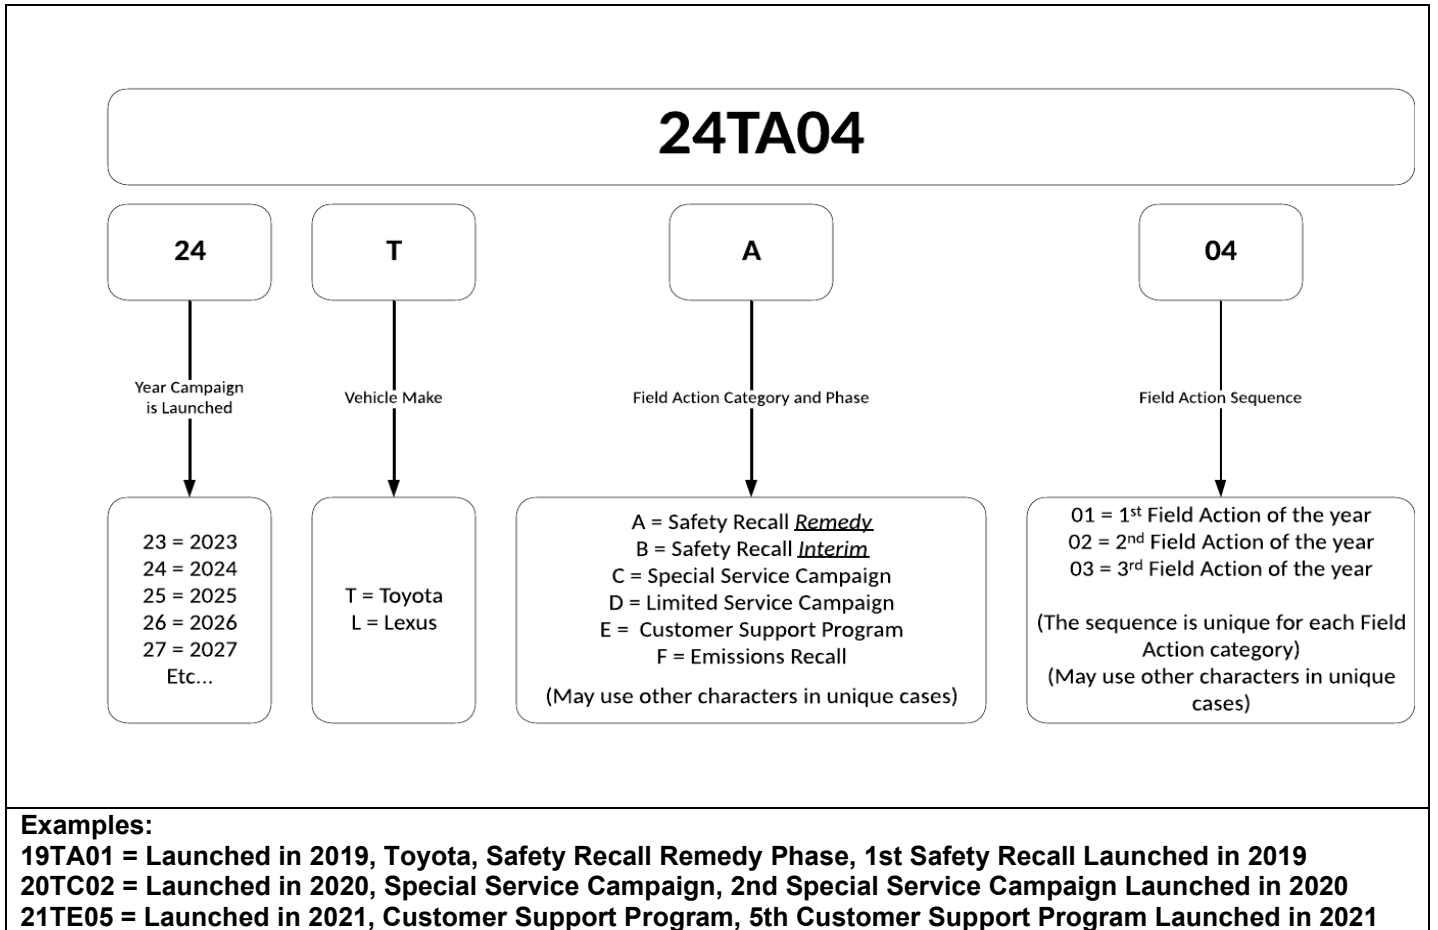 24TA04
24
T
A
04
Year Campaign
is Launched
Vehicle Make
Field Action Category and Phase
Field Action Sequence
23 = 2023
24 = 2024
25 = 2025
26 = 2026
27 = 2027
Etc...
T = Toyota
L = Lexus
A = Safety Recall Remedy
B = Safety Recall Interim
C = Special Service Campaign
D = Limited Service Campaign
E =  Customer Support Program
F = Emissions Recall
(May use other characters in unique cases)
01 = 1st Field Action of the year
02 = 2nd Field Action of the year
03 = 3rd Field Action of the year
(The sequence is unique for each Field
Action category)
(May use other characters in unique
cases)
Examples:
19TA01 = Launched in 2019, Toyota, Safety Recall Remedy Phase, 1st Safety Recall Launched in 2019
20TC02 = Launched in 2020, Special Service Campaign, 2nd Special Service Campaign Launched in 2020
21TE05 = Launched in 2021, Customer Support Program, 5th Customer Support Program Launched in 2021